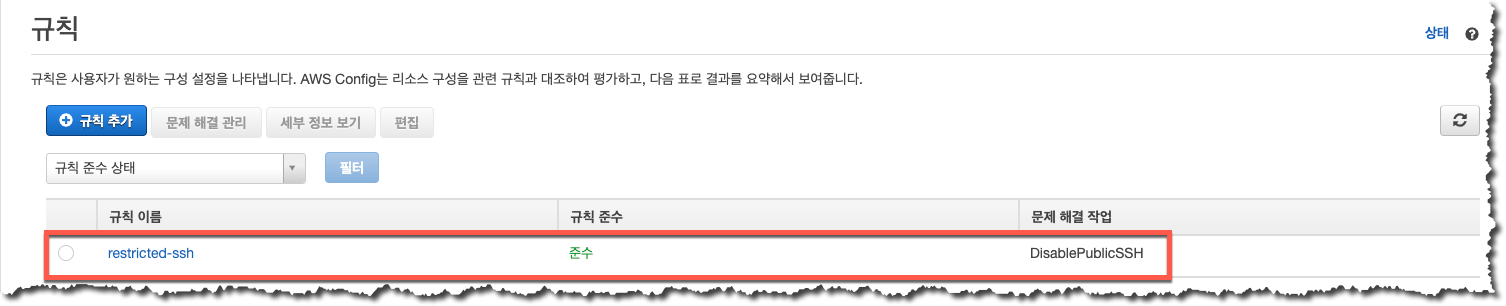 규칙
상태
규칙은 사용자가 원하는 구성 설정을 나타냅니다. AWS Config는 리소스 구성을 관련 규칙과 대조하여 평가하고, 다음 표로 결과를 요약해서 보여줍니다.
규칙 추가 문제 해결 관리 세부 정보 보기 편집
규칙 준수 상태 필터
규칙 이름 규칙 준수 문제 해결 작업
restricted-ssh 준수 DisablePublicSSH